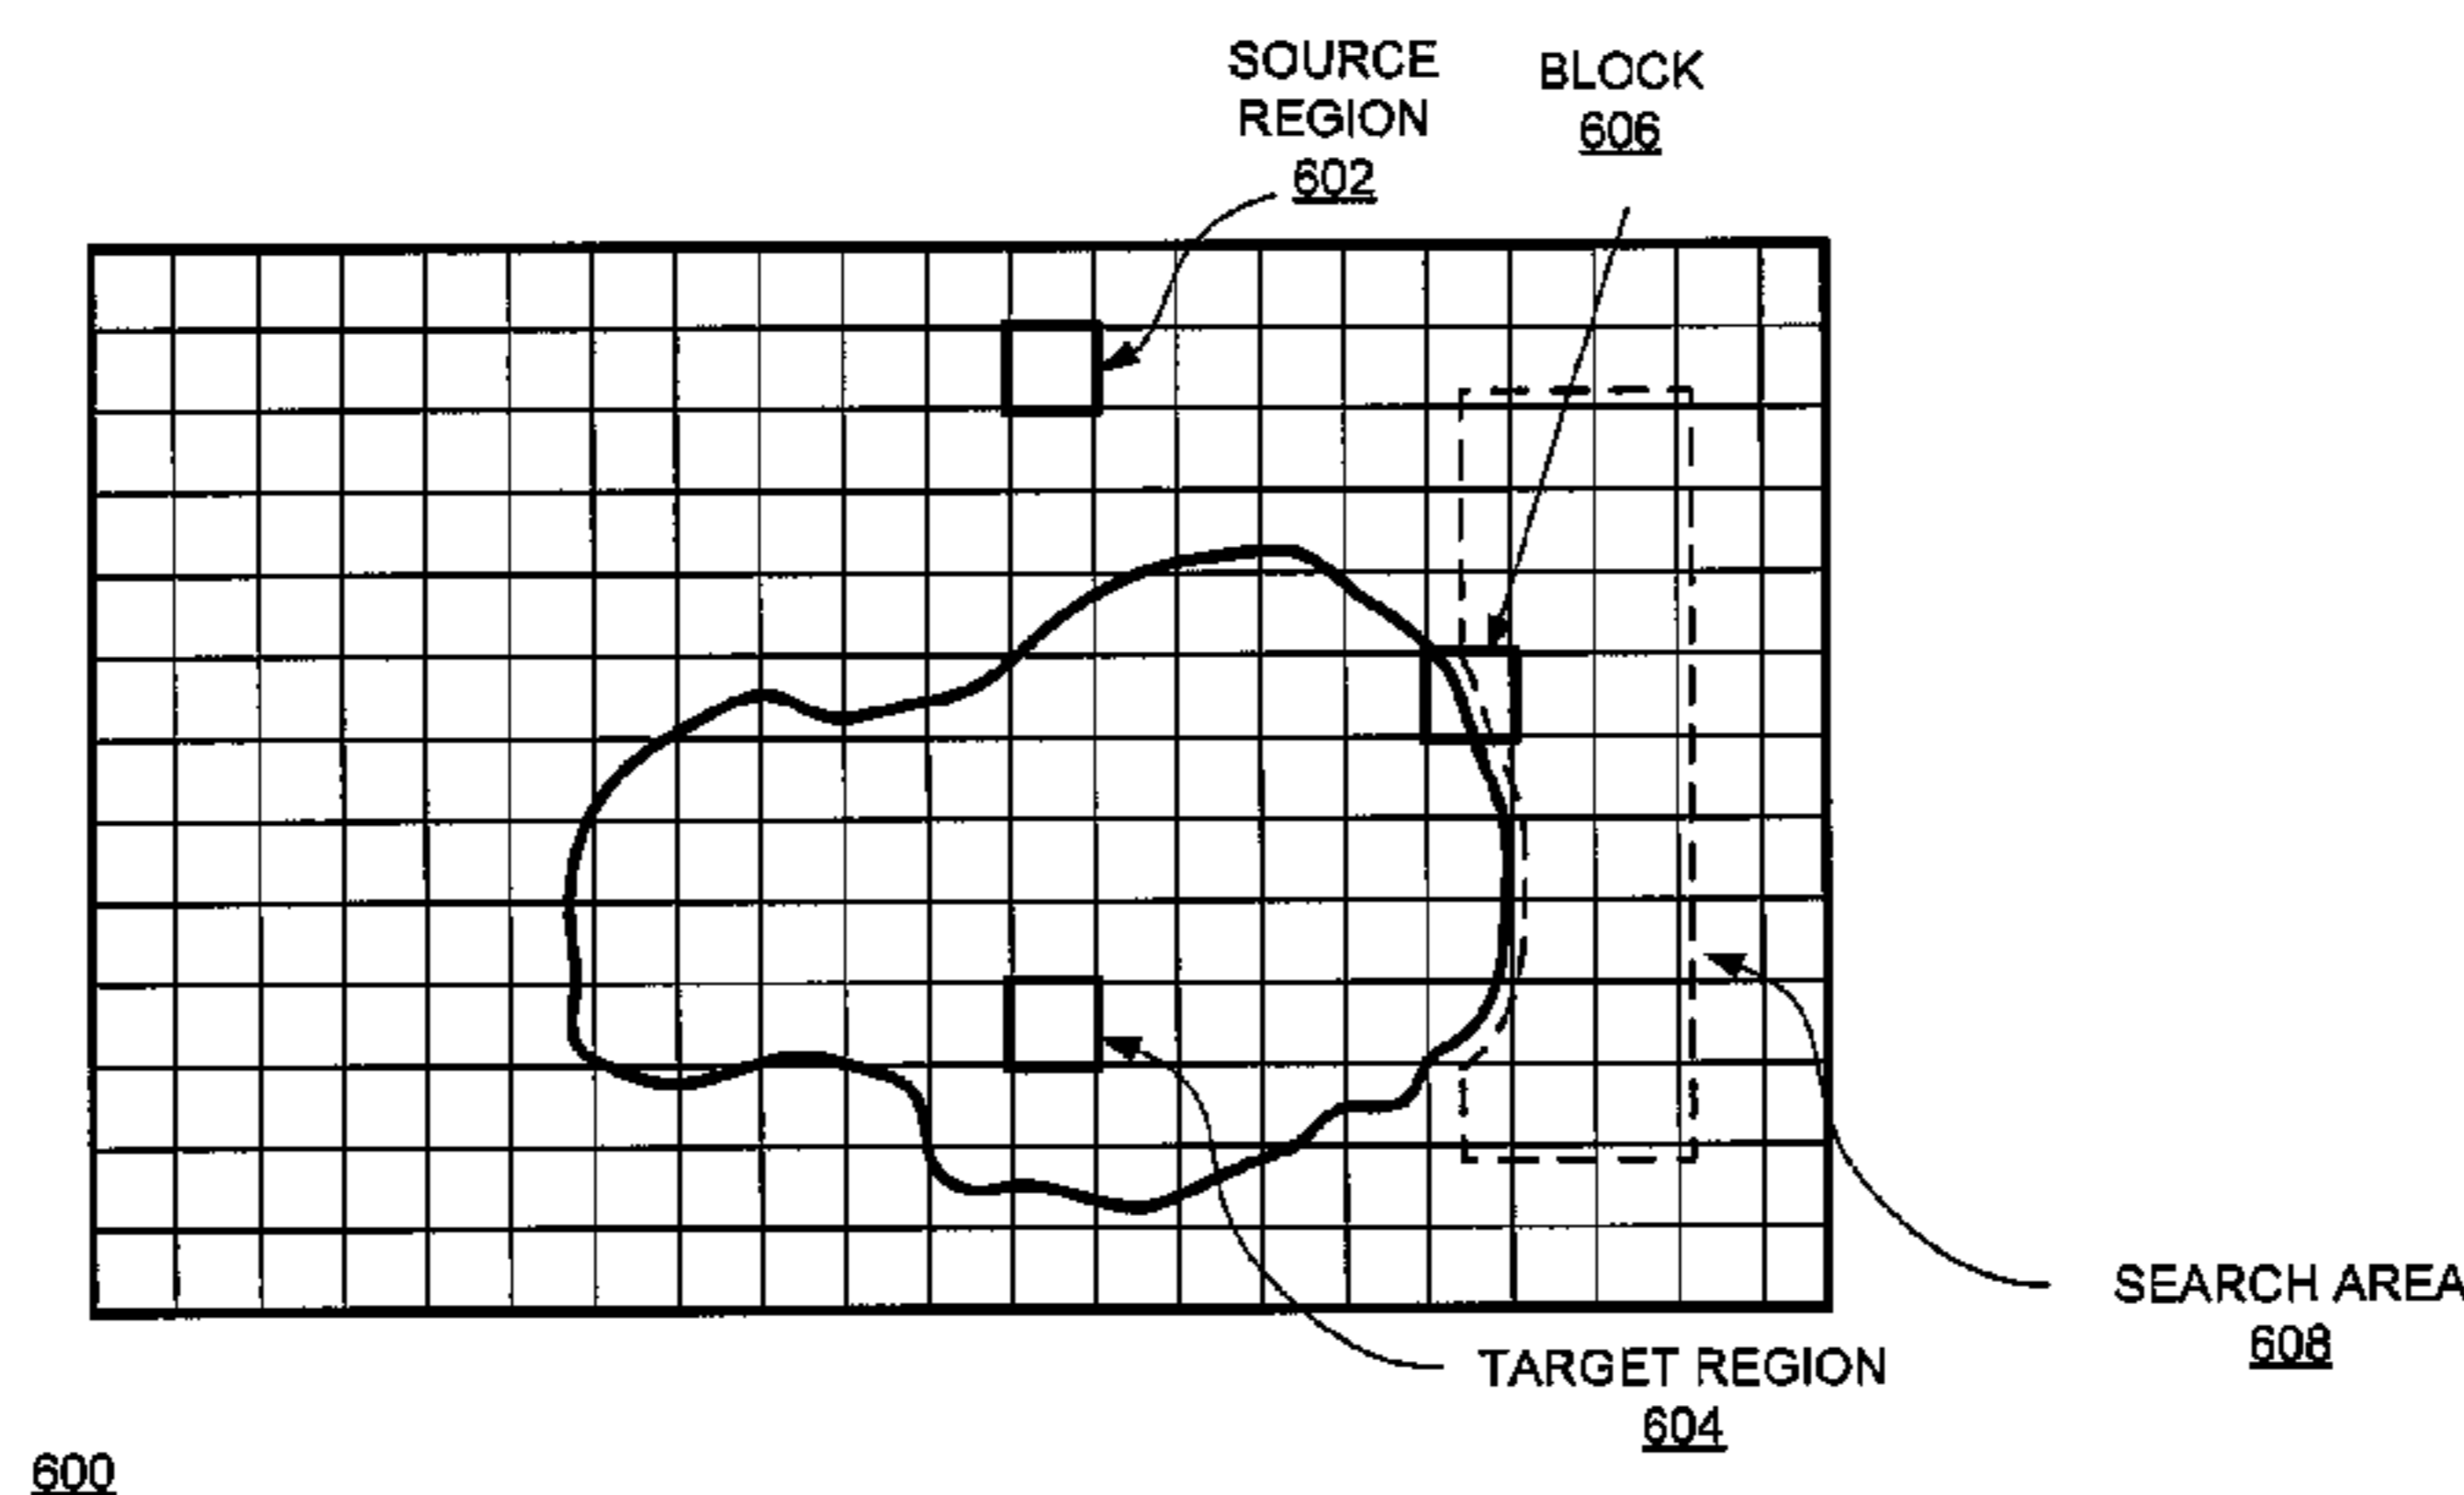 SOURCE
REGION
602
BLOCK
606
SEARCH AREA
608
TARGET REGION
604
600